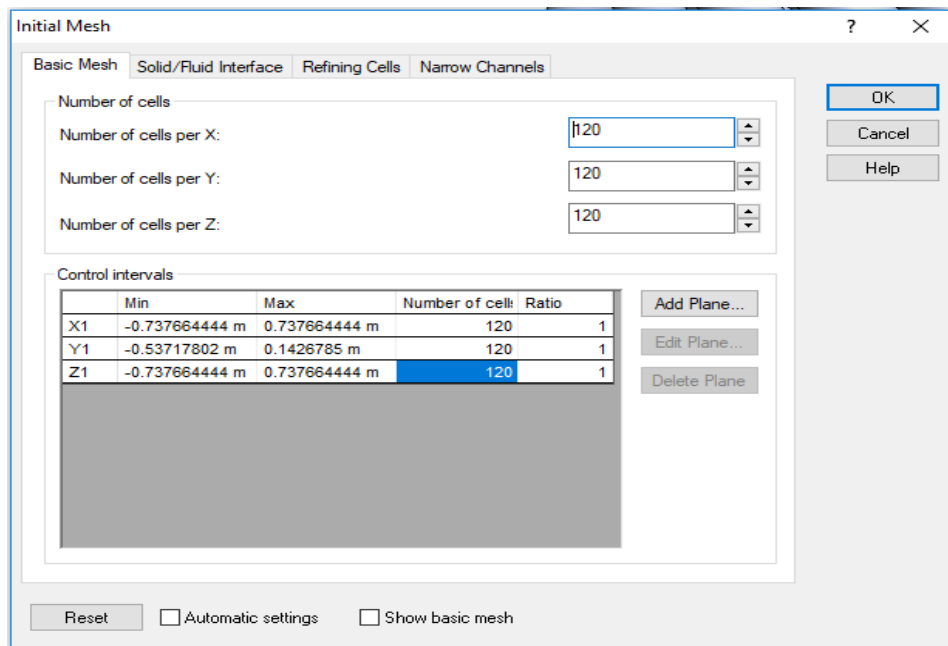 Initial Mesh ?
Basic Mesh Solid/Fluid Interface Refining Cells Narrow Channels
Number of cells
Number of cells per X: 120
Number of cells per Y: 120
Number of cells per Z: 120
OK
Cancel
Help
Control intervals
Min Max Number of cell Ratio
X1 -0.737664444 m 0.737664444 m 120 1
Y1 -0.53717802 m 0.1426785 m 120 1
Z1 -0.737664444 m 0.737664444 m 120 1
Add Plane...
Edit Plane...
Delete Plane
Reset Automatic settings Show basic mesh